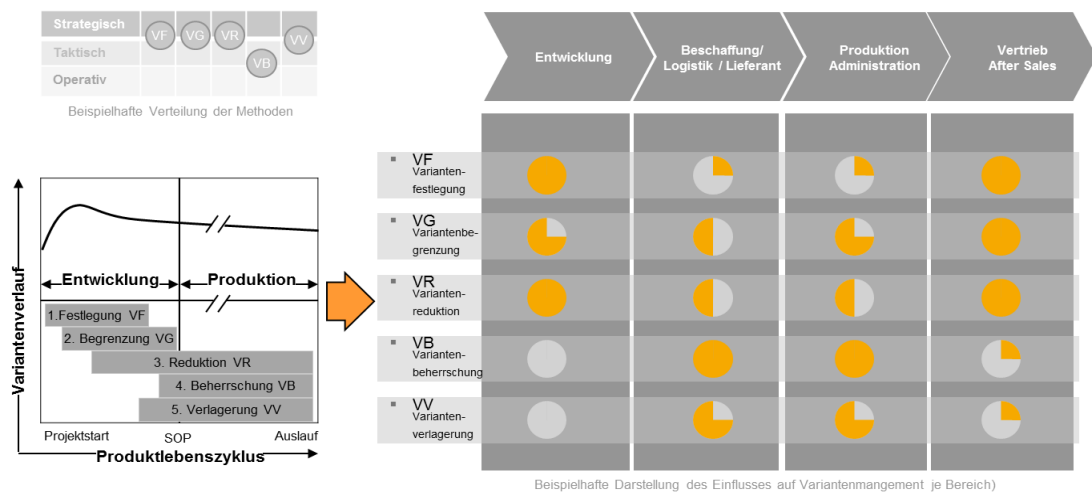 Strategisch
VF
VG
VR
VV
Taktisch
VB
Operativ
Beispielhafte Verteilung der Methoden
Variantenverlauf
Entwicklung
Produktion
1.Festlegung VF
2. Begrenzung VG
3. Reduktion VR
4. Beherrschung VB
5. Verlagerung VV
Projektstart
SOP
Auslauf
Produktlebenszyklus
Entwicklung
Beschaffung/
Logistik / Lieferant
Produktion
Administration
Vertrieb
After Sales
VF
Varianten-
festlegung
VG
Variantenbe-
grenzung
VR
Varianten-
reduktion
VB
Varianten-
beherrschung
VV
Varianten-
verlagerung
Beispielhafte Darstellung des Einflusses auf Variantenmangement je Bereich)